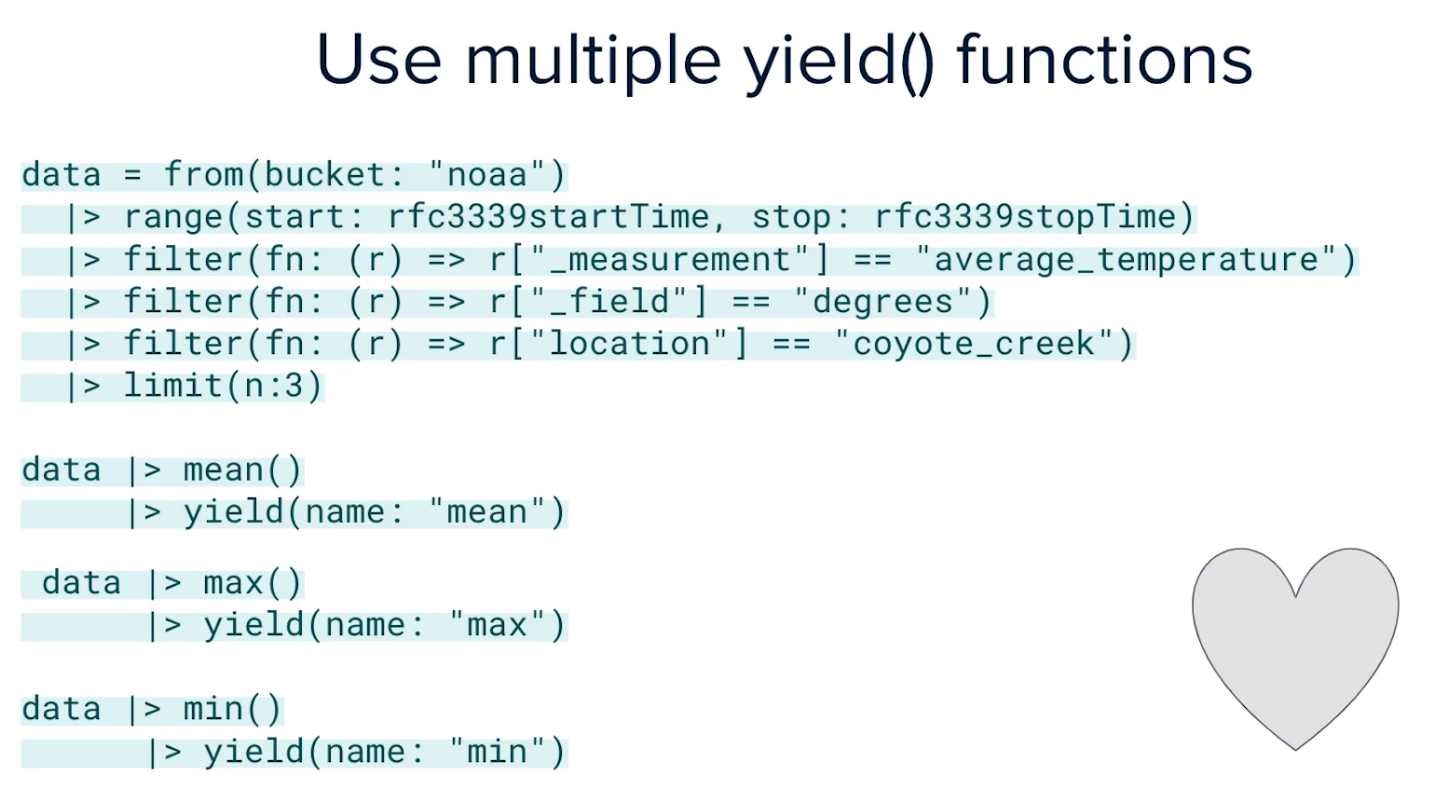 Use multiple yield() functions
data = from(bucket: "noaa")
  |> range(start: rfc3339startTime, stop: rfc3339stopTime)
  |> filter(fn: (r) => r["_measurement"] == "average_temperature")
  |> filter(fn: (r) => r["_field"] == "degrees")
  |> filter(fn: (r) => r["location"] == "coyote_creek")
  |> limit(n:3)
data |> mean()
     |> yield(name: "mean")
 data |> max()
      |> yield(name: "max")
data |> min()
      |> yield(name: "min")